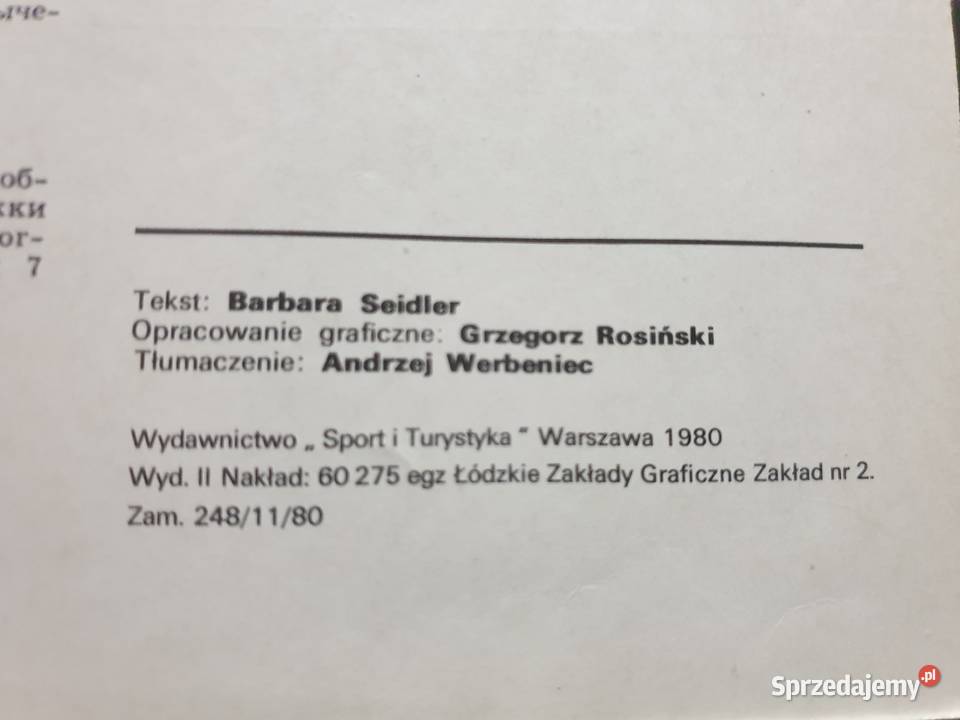 ыче-
об-
жки
ог-
7
Tekst: Barbara Seidler
Opracowanie graficzne: Grzegorz Rosiński
Tłumaczenie: Andrzej Werbeniec
Wydawnictwo „ Sport i Turystyka " Warszawa 1980
Wyd. II Nakład: 60 275 egz Łódzkie Zakłady Graficzne Zakład nr 2.
Zam. 248/11/80
Sprzedajemy.pl